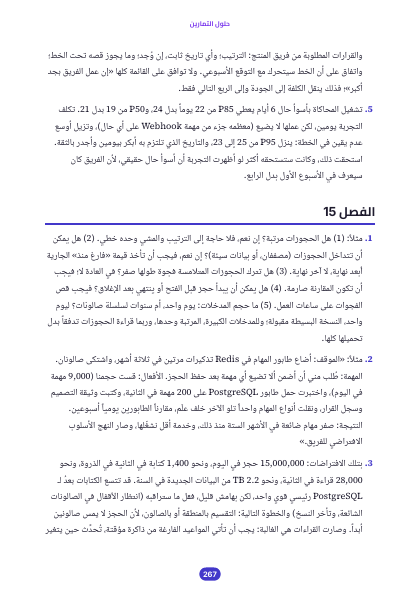 حلول التمارين
والقرارات المطلوبة من فريق المنتج: الترتيب؛ وأي تاريخ ثابت، إن وُجد؛ وما يجوز قصه تحت الخط؛
واتفاق على أن الخط سيتحرك مع التوقع الأسبوعي. ولا توافق على القائمة كلها «إن عمل الفريق بجد
أكبر»؛ فذلك ينقل الكلفة إلى الجودة وإلى الربع التالي فقط.
5. تشغيل المحاكاة بأسوأ حال 6 أيام يعطي P85 من 22 يوماً بدل 24، وP50 من 19 بدل 21. تكلف
التجربة يومين، لكن عملها لا يضيع (معظمه جزء من مهمة Webhook على أي حال)، وتزيل أوسع
عدم يقين في الخطة: ينزل P95 من 25 إلى 23، والتاريخ الذي تلتزم به أبكر بيومين وأجدر بالثقة.
استحقت ذلك، وكانت ستستحقه أكثر لو أظهرت التجربة أن أسوأ حال حقيقي، لأن الفريق كان
سيعرف في الأسبوع الأول بدل الرابع.
الفصل 15
1. مثلاً: (1) هل الحجوزات مرتبة؟ إن نعم، فلا حاجة إلى الترتيب والمشي وحده خطي. (2) هل يمكن
أن تتداخل الحجوزات (مصففان، أو بيانات سيئة)؟ إن نعم، فيجب أن تأخذ قيمة «فارغ منذ» الجارية
أبعد نهاية، لا آخر نهاية. (3) هل تترك الحجوزات المتلامسة فجوة طولها صفر؟ في العادة لا؛ فيجب
أن تكون المقارنة صارمة. (4) هل يمكن أن يبدأ حجز قبل الفتح أو ينتهي بعد الإغلاق؟ فيجب قص
الفجوات على ساعات العمل. (5) ما حجم المدخلات: يوم واحد، أم سنوات لسلسلة صالونات؟ ليوم
واحد، النسخة البسيطة مقبولة؛ وللمدخلات الكبيرة، المرتبة وحدها، وربما قراءة الحجوزات تدفقاً بدل
تحميلها كلها.
2. مثلاً: «الموقف: أضاع طابور المهام في Redis تذكيرات مرتين في ثلاثة أشهر، واشتكى صالونان.
المهمة: طُلب مني أن أضمن ألا تضيع أي مهمة بعد حفظ الحجز. الأفعال: قست حجمنا (9,000 مهمة
في اليوم)، واختبرت حمل طابور PostgreSQL على 200 مهمة في الثانية، وكتبت وثيقة التصميم
وسجل القرار، ونقلت أنواع المهام واحداً تلو الآخر خلف علم، مقارناً الطابورين يومياً أسبوعين.
النتيجة: صفر مهام ضائعة في الأشهر الستة منذ ذلك، وخدمة أقل نشغّلها، وصار النهج الأسلوب
الافتراضي للفريق.»
3. بتلك الافتراضات: 15,000,000 حجز في اليوم، ونحو 1,400 كتابة في الثانية في الذروة، ونحو
28,000 قراءة في الثانية، ونحو 2.2 TB من البيانات الجديدة في السنة. قد تتسع الكتابات بعدُ لـ
PostgreSQL رئيسي قوي واحد، لكن بهامش قليل، فعل ما ستراقبه (انتظار الأقفال في الصالونات
الشائعة، وتأخر النسخ) والخطوة التالية: التقسيم بالمنطقة أو بالصالون، لأن الحجز لا يمس صالونين
أبداً. وصارت القراءات هي الغالبة: يجب أن تأتي المواعيد الفارغة من ذاكرة مؤقتة، تُحدَّث حين يتغير
267